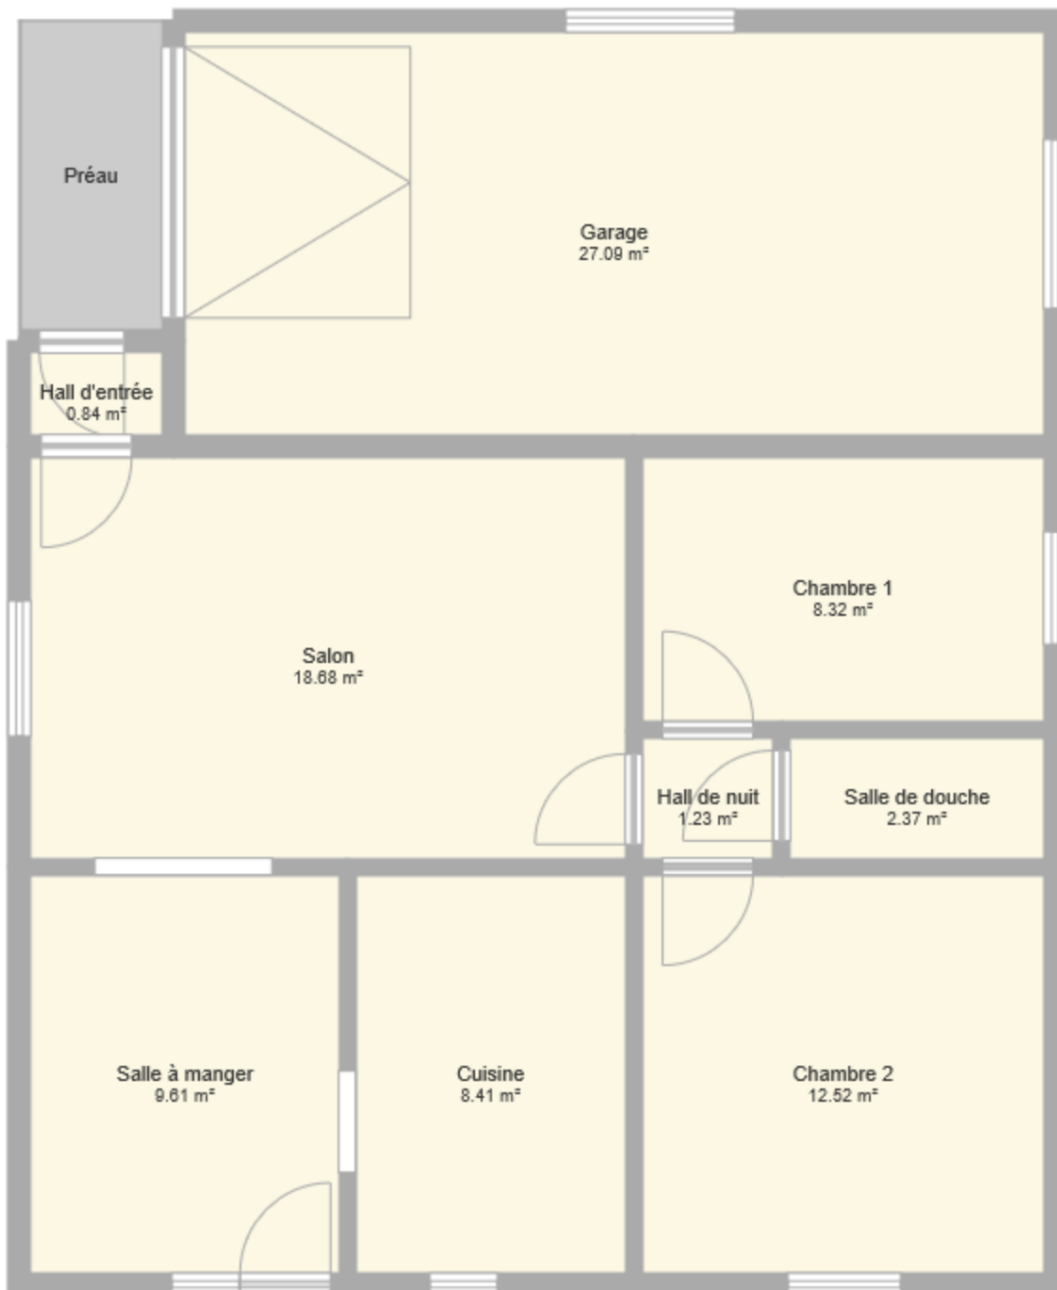 Préau
Garage
27.09 m²
Hall d'entrée
0.84 m²
Chambre 1
8.32 m²
Salon
18.68 m²
Hall de nuit
1.23 m²
Salle de douche
2.37 m²
Salle à manger
9.61 m²
Cuisine
8.41 m²
Chambre 2
12.52 m²